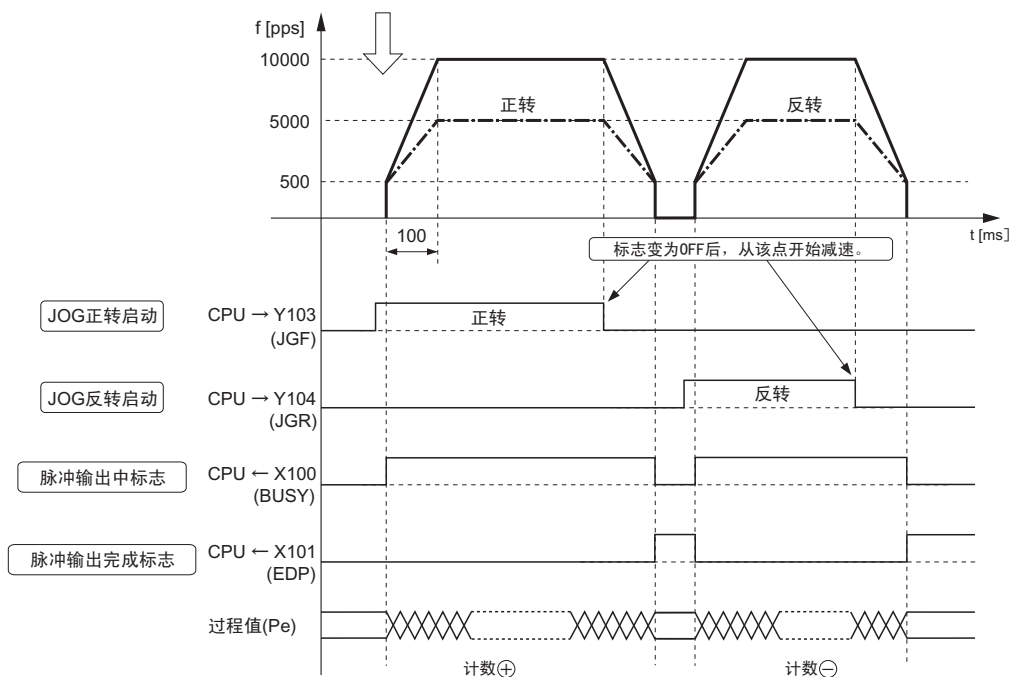 f [pps]
10000
正转
反转
5000
500
t [ms]
100
标志变为OFF后，从该点开始减速。
JOG正转启动
CPU → Y103
(JGF)
正转
JOG反转启动
CPU → Y104
(JGR)
反转
脉冲输出中标志
CPU ← X100
(BUSY)
脉冲输出完成标志
CPU ← X101
(EDP)
过程值(Pe)
计数⊕
计数⊖